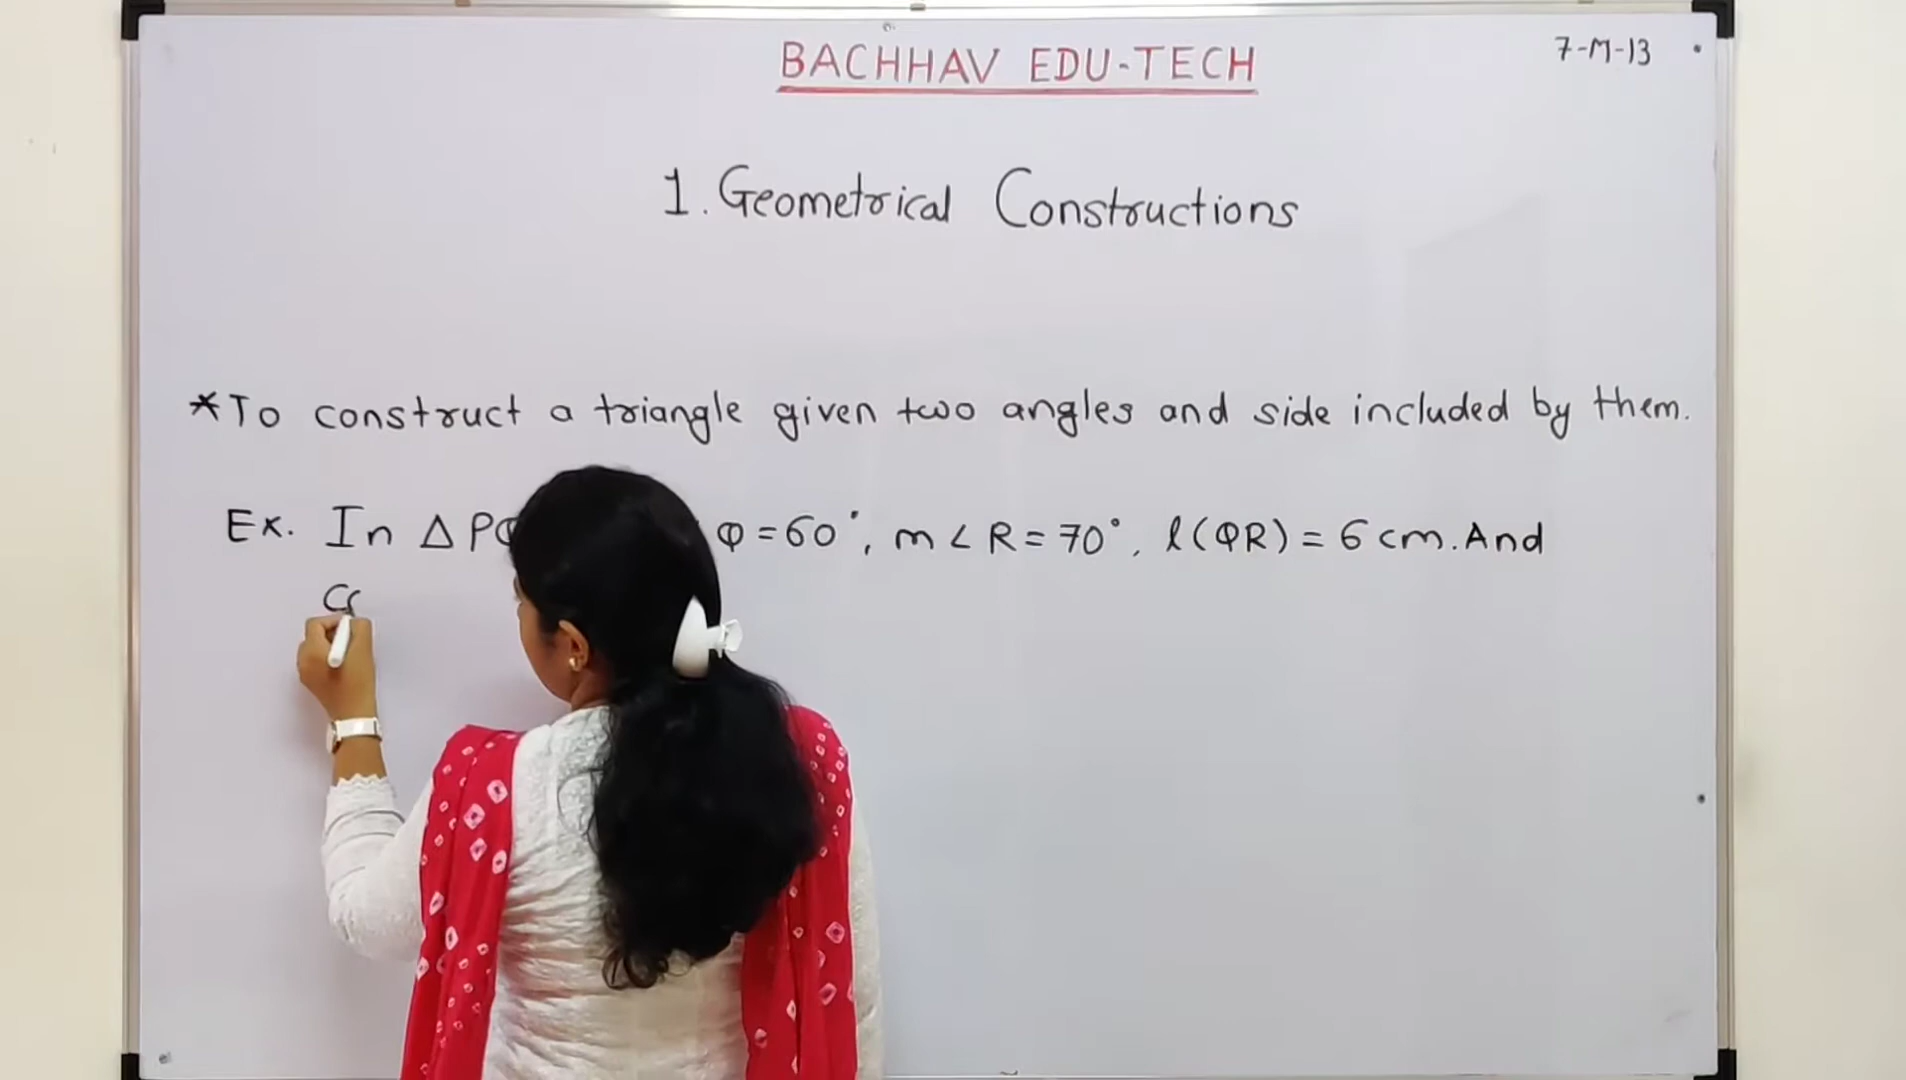 BACHHAV EDU-TECH
7-M-13
1. Geometrical Constructions
*To construct a triangle given two angles and side included by them.
Ex. In △ PQ Q = 60°, m∠R = 70°, l(QR) = 6 cm. And